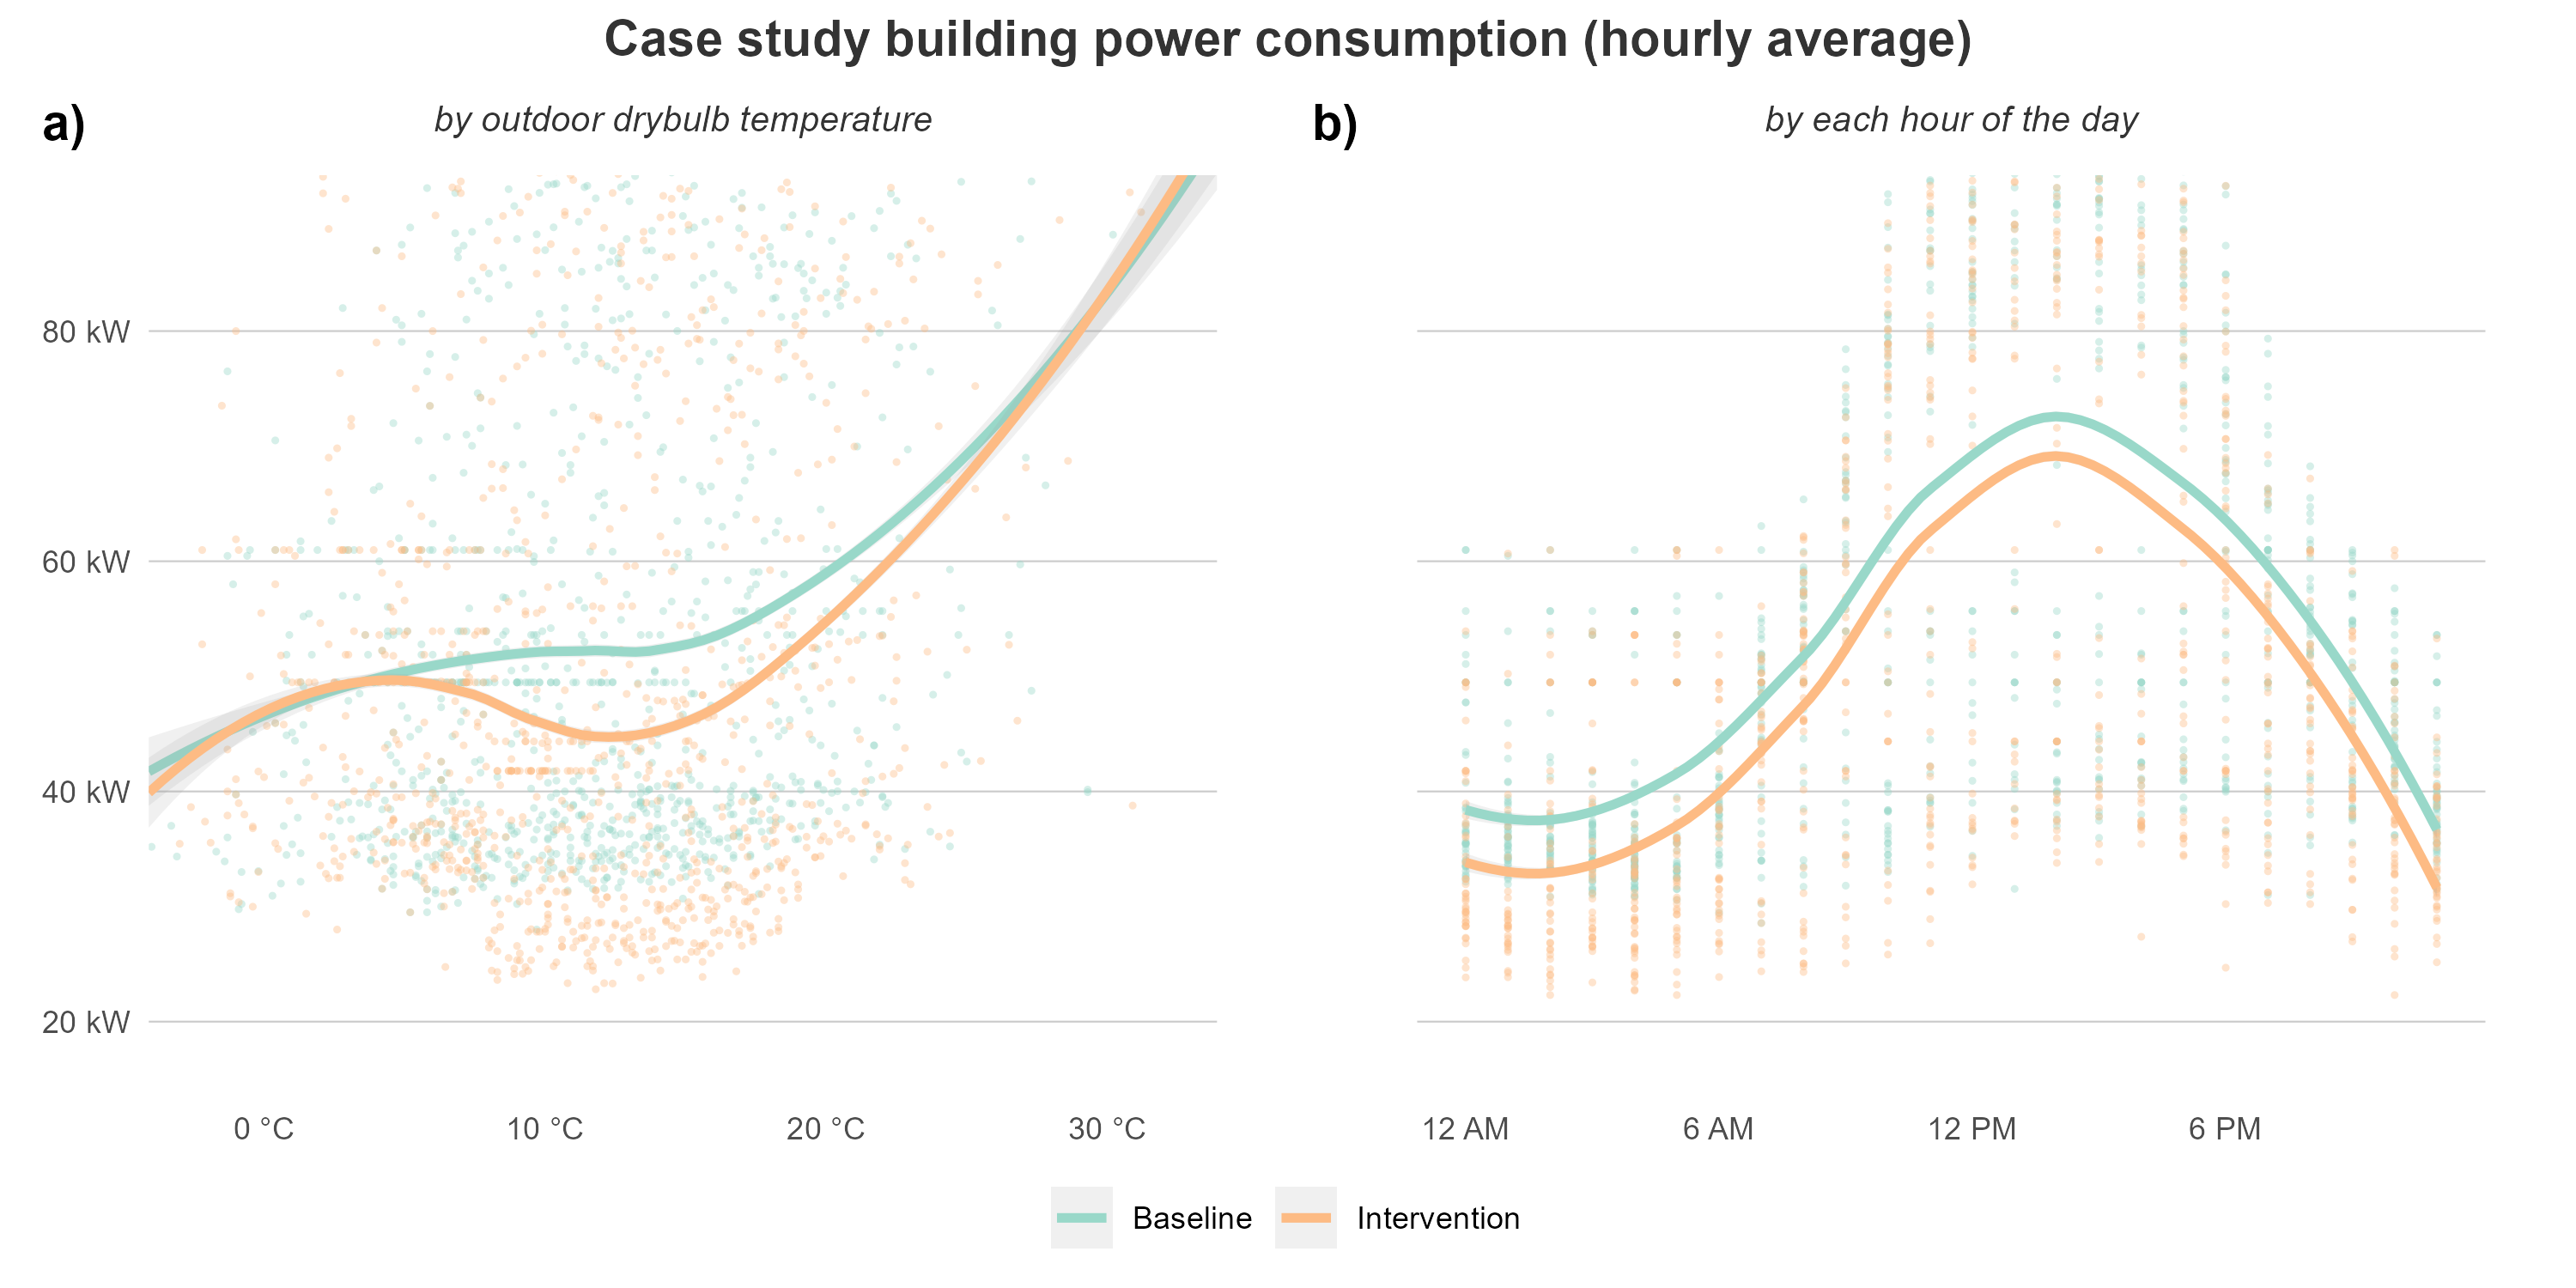 Case study building power consumption (hourly average)
a)
by outdoor drybulb temperature
b)
by each hour of the day
80 kW
60 kW
40 kW
20 kW
0 °C
10 °C
20 °C
30 °C
12 AM
6 AM
12 PM
6 PM
Baseline
Intervention